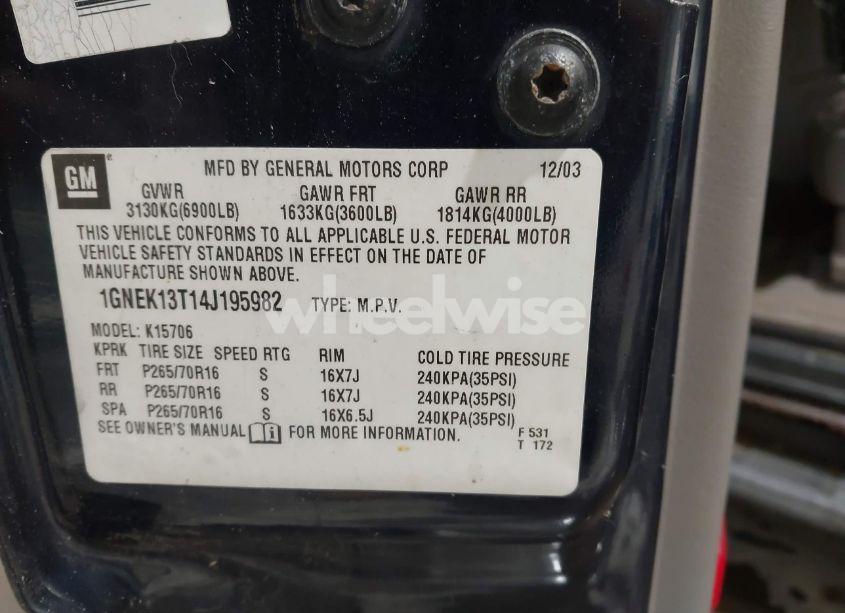 GM
MFD BY GENERAL MOTORS CORP 12/03
GVWR GAWR FRT GAWR RR
3130KG(6900LB) 1633KG(3600LB) 1814KG(4000LB)
THIS VEHICLE CONFORMS TO ALL APPLICABLE U.S. FEDERAL MOTOR
VEHICLE SAFETY STANDARDS IN EFFECT ON THE DATE OF
MANUFACTURE SHOWN ABOVE.
1GNEK13T14J195982 TYPE: M.P.V.
wheelwise
MODEL: K15706
KPRK TIRE SIZE SPEED RTG RIM COLD TIRE PRESSURE
FRT P265/70R16 S 16X7J 240KPA(35PSI)
RR P265/70R16 S 16X7J 240KPA(35PSI)
SPA P265/70R16 S 16X6.5J 240KPA(35PSI)
SEE OWNER'S MANUAL FOR MORE INFORMATION. F 531
T 172